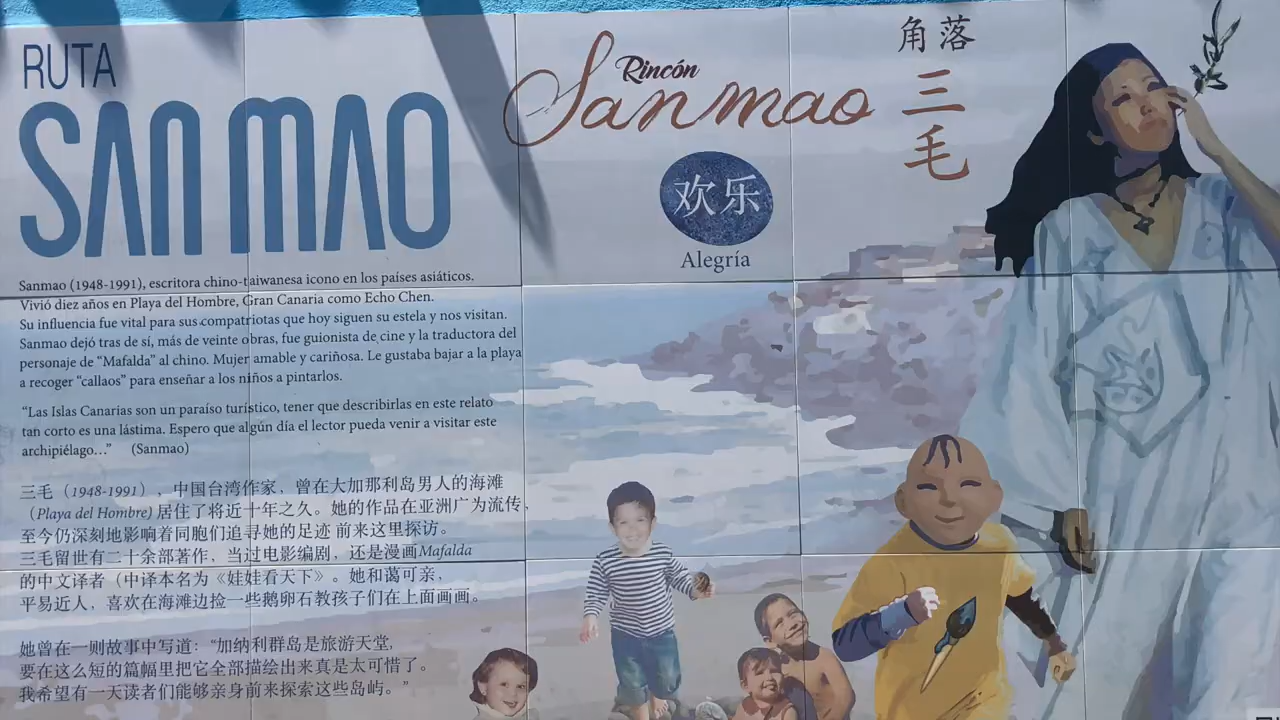 RUTA
SAN MAO
Rincón
Sanmao
角落
三
毛
欢乐
Alegría
Sanmao (1948-1991), escritora chino-taiwanesa icono en los países asiáticos.
Vivió diez años en Playa del Hombre, Gran Canaria como Echo Chen.
Su influencia fue vital para sus compatriotas que hoy siguen su estela y nos visitan.
Sanmao dejó tras de sí, más de veinte obras, fue guionista de cine y la traductora del
personaje de “Mafalda” al chino. Mujer amable y cariñosa. Le gustaba bajar a la playa
a recoger “callaos” para enseñar a los niños a pintarlos.
“Las Islas Canarias son un paraíso turístico, tener que describirlas en este relato
tan corto es una lástima. Espero que algún día el lector pueda venir a visitar este
archipiélago…” (Sanmao)
三毛（1948-1991），中国台湾作家，曾在大加那利岛男人的海滩
（Playa del Hombre) 居住了将近十年之久。她的作品在亚洲广为流传，
至今仍深刻地影响着同胞们追寻她的足迹 前来这里探访。
三毛留世有二十余部著作，当过电影编剧，还是漫画Mafalda
的中文译者（中译本名为《娃娃看天下》。她和蔼可亲，
平易近人，喜欢在海滩边捡一些鹅卵石教孩子们在上面画画。
她曾在一则故事中写道：“加纳利群岛是旅游天堂，
要在这么短的篇幅里把它全部描绘出来真是太可惜了。
我希望有一天读者们能够亲身前来探索这些岛屿。”